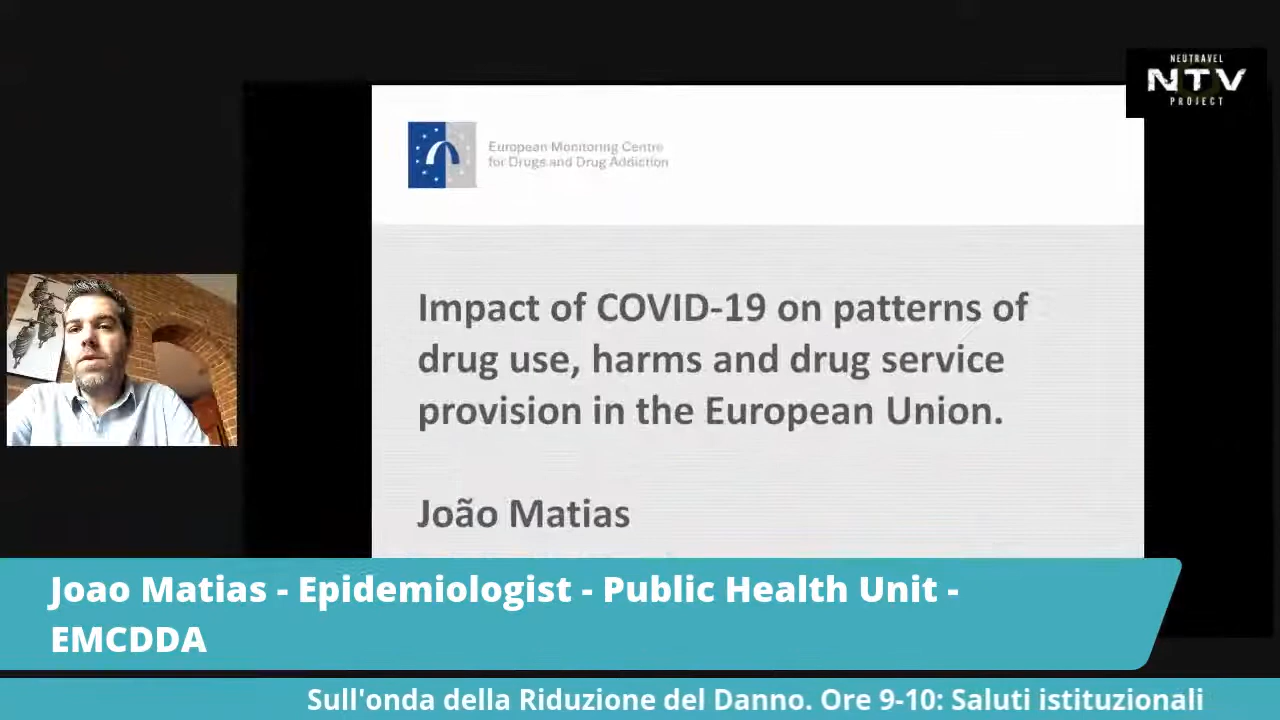 NEUTRAVEL
NTV
PROJECT
European Monitoring Centre
for Drugs and Drug Addiction
Impact of COVID-19 on patterns of
drug use, harms and drug service
provision in the European Union.
João Matias
Joao Matias - Epidemiologist - Public Health Unit -
EMCDDA
Sull'onda della Riduzione del Danno. Ore 9-10: Saluti istituzionali